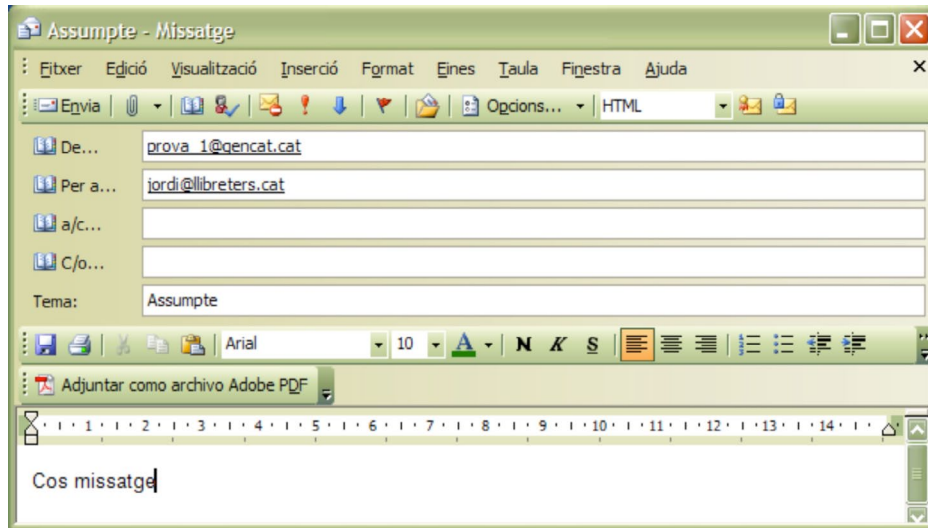 Assumpte - Missatge
Fitxer Edició Visualització Inserció Format Eines Taula Finestra Ajuda
Envia Opcions... HTML
De... prova_1@gencat.cat
Per a... jordi@llibreters.cat
a/c...
C/o...
Tema: Assumpte
Arial 10 A N K S
Adjuntar como archivo Adobe PDF
1 2 3 4 5 6 7 8 9 10 11 12 13 14
Cos missatge